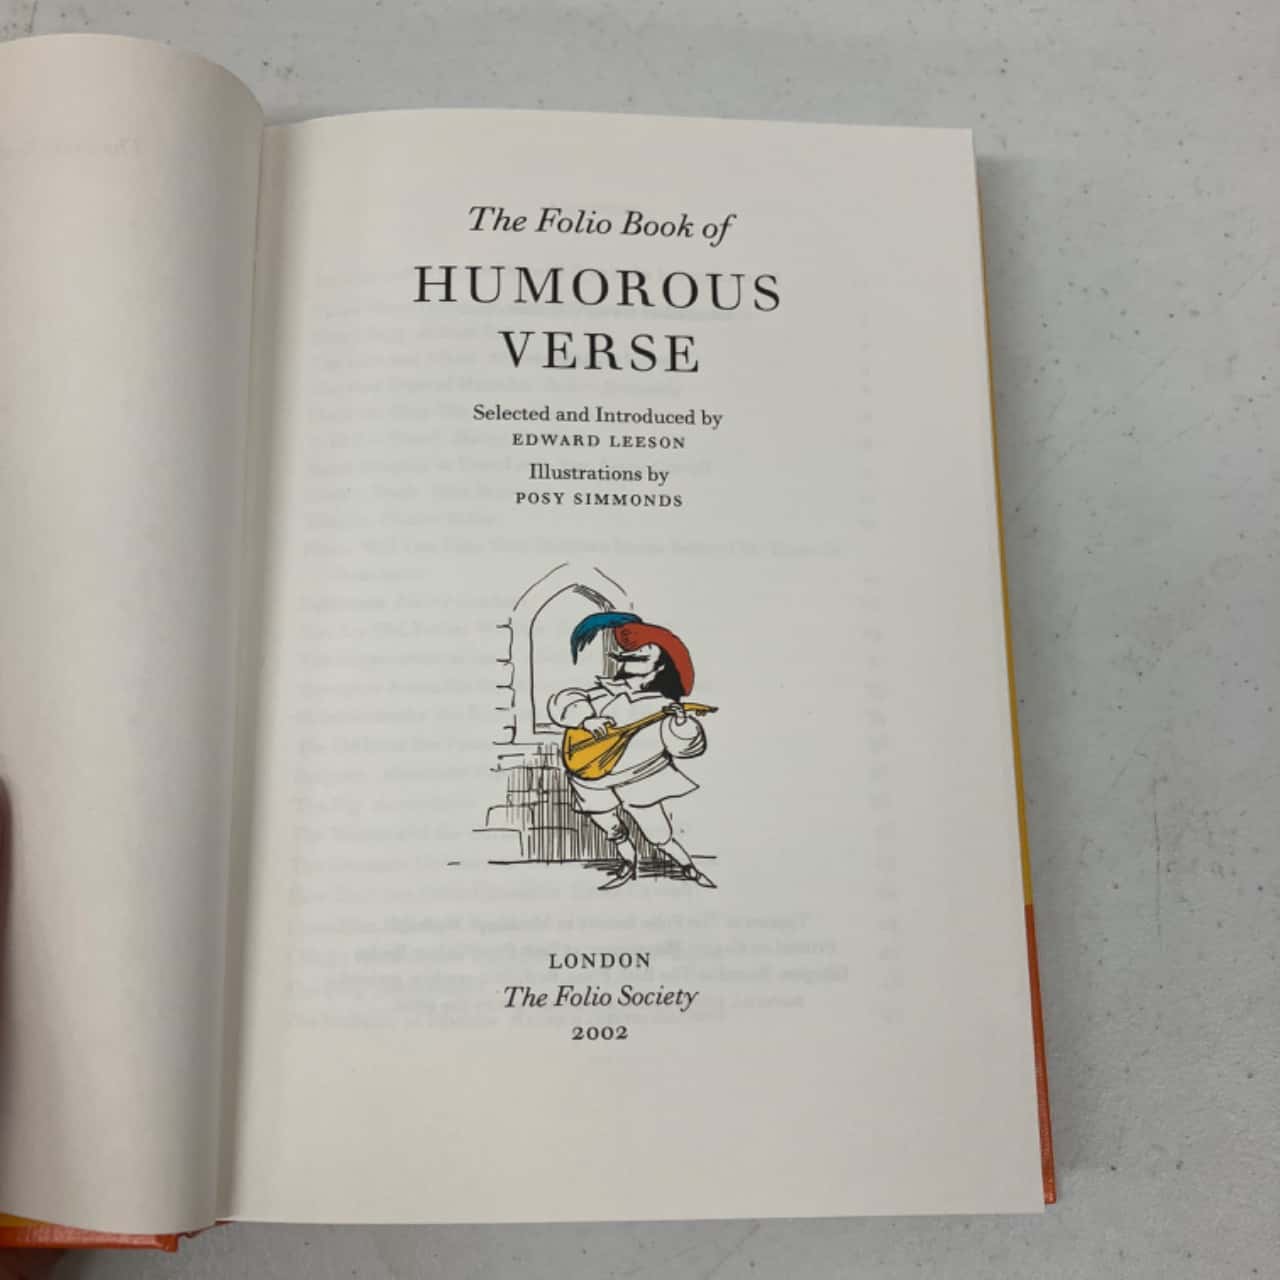 The Folio Book of
HUMOROUS
VERSE
Selected and Introduced by
EDWARD LEESON
Illustrations by
POSY SIMMONDS
LONDON
The Folio Society
2002